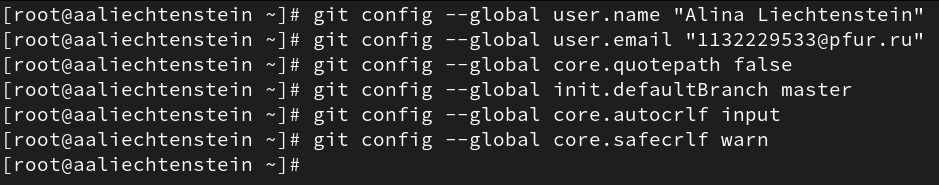 [root@aaliechtenstein ~]# git config --global user.name "Alina Liechtenstein"
[root@aaliechtenstein ~]# git config --global user.email "1132229533@pfur.ru"
[root@aaliechtenstein ~]# git config --global core.quotepath false
[root@aaliechtenstein ~]# git config --global init.defaultBranch master
[root@aaliechtenstein ~]# git config --global core.autocrlf input
[root@aaliechtenstein ~]# git config --global core.safecrlf warn
[root@aaliechtenstein ~]#